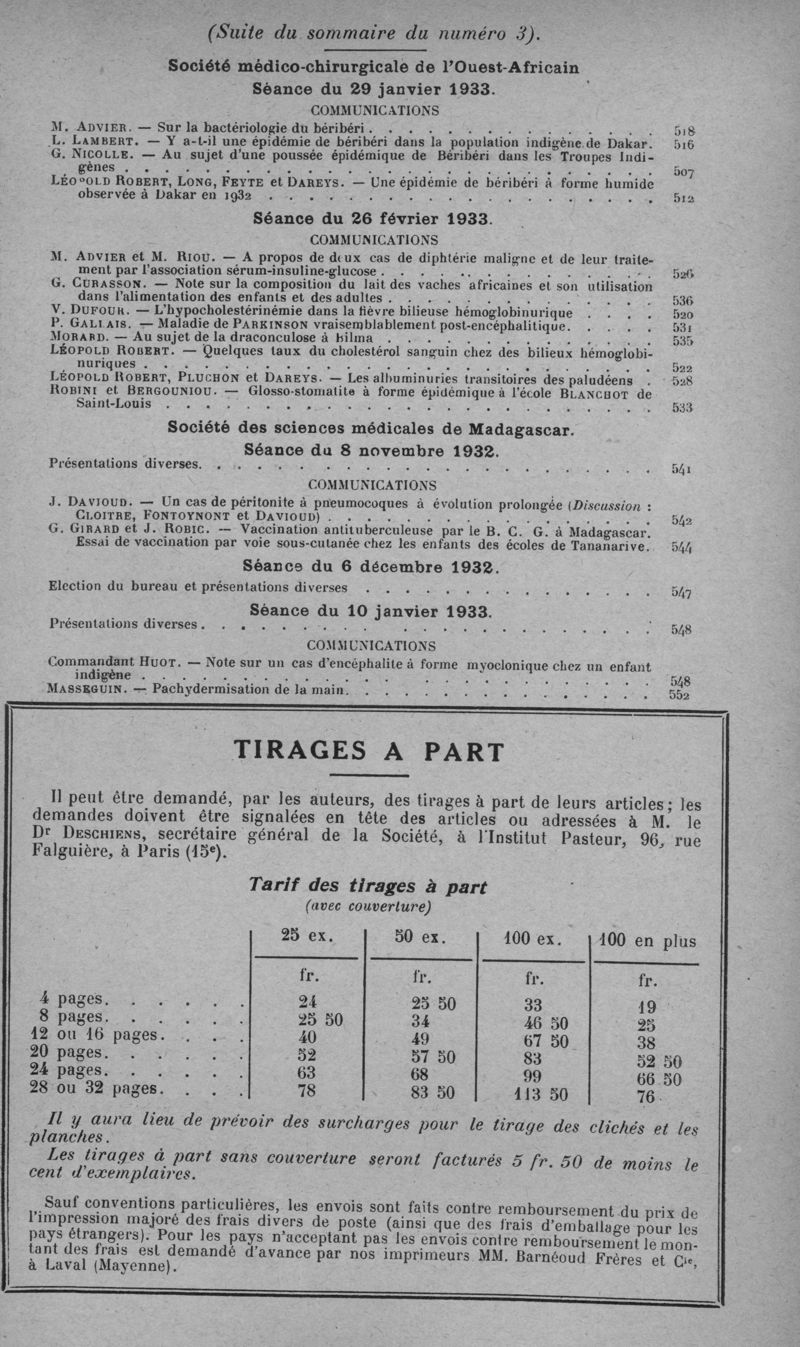 (Suite du sommaire du numéro 3).
Société médico-chirurgicale de l'Ouest-Africain
Séance du 29 janvier 1933.
COMMUNICATIONS
M. ADVIER. — Sur la bactériologie du béribéri . . . . . . . . . . . . . . . 518
L. LAMBERT. — Y a-t-il une épidémie de béribéri dans la population indigène de Dakar. 516
G. NICOLLE. — Au sujet d'une poussée épidémique de Béribéri dans les Troupes Indi-
gènes . . . . . . . . . . . . . . . . . . . . . . . . . . . 507
LÉOPOLD ROBERT, LONG, FEYTE et DAREYS. — Une épidémie de béribéri à forme humide
observée à Dakar en 1932 . . . . . . . . . . . . . . . . . . . . 512
Séance du 26 février 1933.
COMMUNICATIONS
M. ADVIER et M. RIOU. — A propos de deux cas de diphtérie maligne et de leur traite-
ment par l'association sérum-insuline-glucose . . . . . . . . . . . . . . 526
G. CURASSON. — Note sur la composition du lait des vaches africaines et son utilisation
dans l'alimentation des enfants et des adultes . . . . . . . . . . . . . . 536
V. DUFOUR. — L'hypocholestérinémie dans la fièvre bilieuse hémoglobinurique . . . . 520
P. GALLAIS. — Maladie de PARKINSON vraisemblablement post-encéphalitique. . . . . 531
MORARD. — Au sujet de la draconculose à bilma . . . . . . . . . . . . . . 535
LÉOPOLD ROBERT. — Quelques taux du cholestérol sanguin chez des bilieux hémoglobi-
nuriques . . . . . . . . . . . . . . . . . . . . . . . . . . 522
LÉOPOLD ROBERT, PLUCHON et DAREYS. — Les albuminuries transitoires des paludéens . 528
ROBINI et BERGOUNIOU. — Glosso-stomatite à forme épidémique à l'école BLANCHOT de
Saint-Louis . . . . . . . . . . . . . . . . . . . . . . . . . 533
Société des sciences médicales de Madagascar.
Séance du 8 novembre 1932.
Présentations diverses. . . . . . . . . . . . . . . . . . . . . . . . 541
COMMUNICATIONS
J. DAVIOUD. — Un cas de péritonite à pneumocoques à évolution prolongée (Discussion :
CLOITRE, FONTOYNONT et DAVIOUD) . . . . . . . . . . . . . . . . . 542
G. GIRARD et J. ROBIC. — Vaccination antituberculeuse par le B. C. G. à Madagascar.
Essai de vaccination par voie sous-cutanée chez les enfants des écoles de Tananarive. 544
Séance du 6 décembre 1932.
Election du bureau et présentations diverses . . . . . . . . . . . . . . . 547
Séance du 10 janvier 1933.
Présentations diverses . . . . . . . . . . . . . . . . . . . . . . . . 548
COMMUNICATIONS
Commandant HUOT. — Note sur un cas d'encéphalite à forme myoclonique chez un enfant
indigène . . . . . . . . . . . . . . . . . . . . . . . . . . 548
MASSEGUIN. — Pachydermisation de la main. . . . . . . . . . . . . . . . 552
TIRAGES A PART
Il peut être demandé, par les auteurs, des tirages à part de leurs articles; les
demandes doivent être signalées en tête des articles ou adressées à M. le
Dr DESCHIENS, secrétaire général de la Société, à l'Institut Pasteur, 96, rue
Falguière, à Paris (15e).
Tarif des tirages à part
(avec couverture)
25 ex. 50 ex. 100 ex. 100 en plus
fr. fr. fr. fr.
4 pages. . . . . . . 24 25 50 33 19
8 pages. . . . . . . 25 50 34 46 50 25
12 ou 16 pages. . . . 40 49 67 50 38
20 pages. . . . . . . 52 57 50 83 52 50
24 pages. . . . . . . 63 68 99 66 50
28 ou 32 pages. . . . 78 83 50 113 50 76
Il y aura lieu de prévoir des surcharges pour le tirage des clichés et les
planches.
Les tirages à part sans couverture seront facturés 5 fr. 50 de moins le
cent d'exemplaires.
Sauf conventions particulières, les envois sont faits contre remboursement du prix de
l'impression majoré des frais divers de poste (ainsi que des frais d'emballage pour les
pays étrangers). Pour les pays n'acceptant pas les envois contre remboursement le mon-
tant des frais est demandé d'avance par nos imprimeurs MM. Barnéoud Frères et Cie,
à Laval (Mayenne).